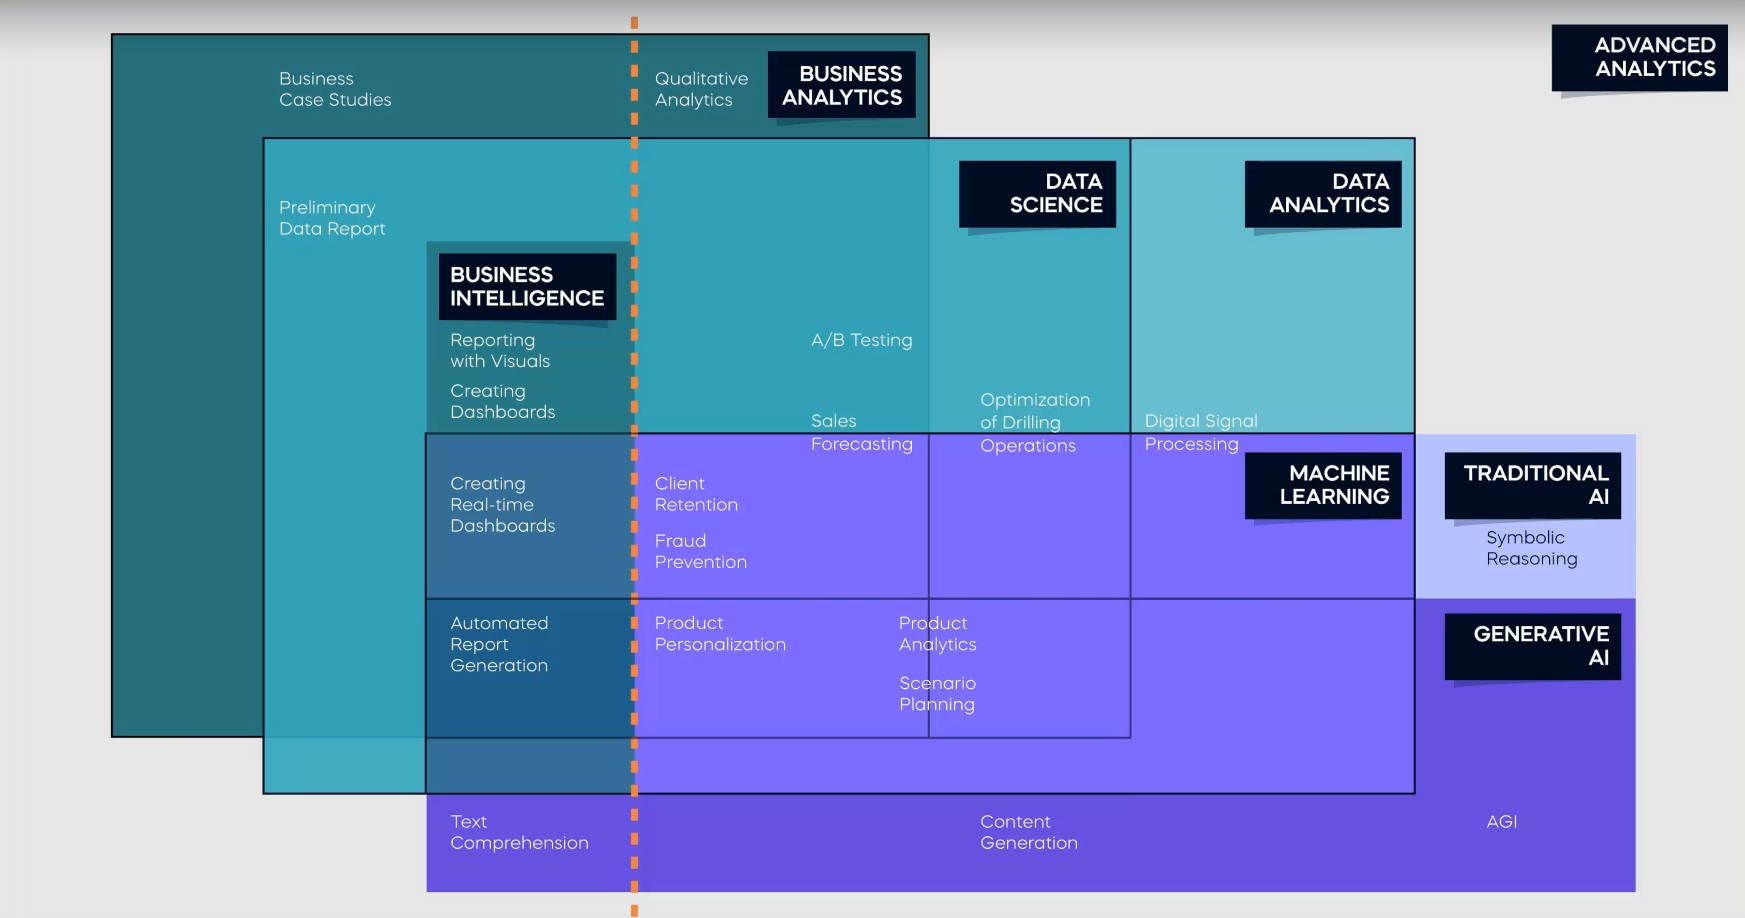 ADVANCED
ANALYTICS
Business
Case Studies
Qualitative
Analytics
BUSINESS
ANALYTICS
DATA
SCIENCE
DATA
ANALYTICS
Preliminary
Data Report
BUSINESS
INTELLIGENCE
Reporting
with Visuals
Creating
Dashboards
A/B Testing
Sales
Forecasting
Optimization
of Drilling
Operations
Digital Signal
Processing
MACHINE
LEARNING
TRADITIONAL
AI
Symbolic
Reasoning
Creating
Real-time
Dashboards
Client
Retention
Fraud
Prevention
Automated
Report
Generation
Product
Personalization
Product
Analytics
Scenario
Planning
GENERATIVE
AI
Text
Comprehension
Content
Generation
AGI